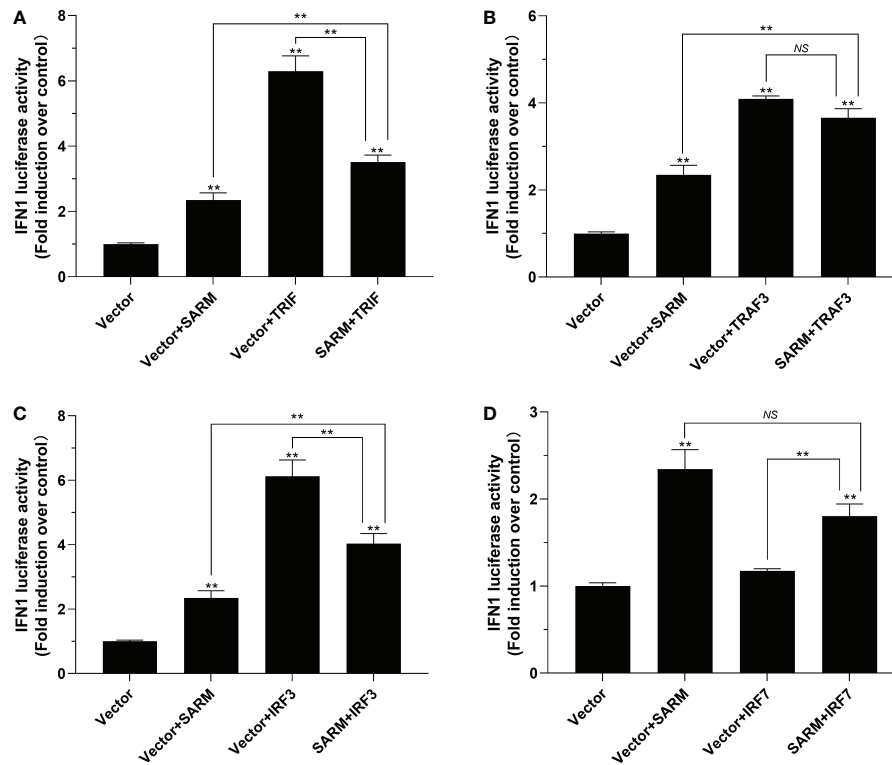 A
IFN1 luciferase activity
(Fold induction over control）
8
6
4
2
0
**
**
**
**
**
Vector
Vector+SARM
Vector+TRIF
SARM+TRIF
B
IFN1 luciferase activity
(Fold induction over control）
6
4
2
0
**
NS
**
**
**
Vector
Vector+SARM
Vector+TRAF3
SARM+TRAF3
C
IFN1 luciferase activity
(Fold induction over control）
8
6
4
2
0
**
**
**
**
**
Vector
Vector+SARM
Vector+IRF3
SARM+IRF3
D
IFN1 luciferase activity
(Fold induction over control）
3
2
1
0
NS
**
**
**
Vector
Vector+SARM
Vector+IRF7
SARM+IRF7